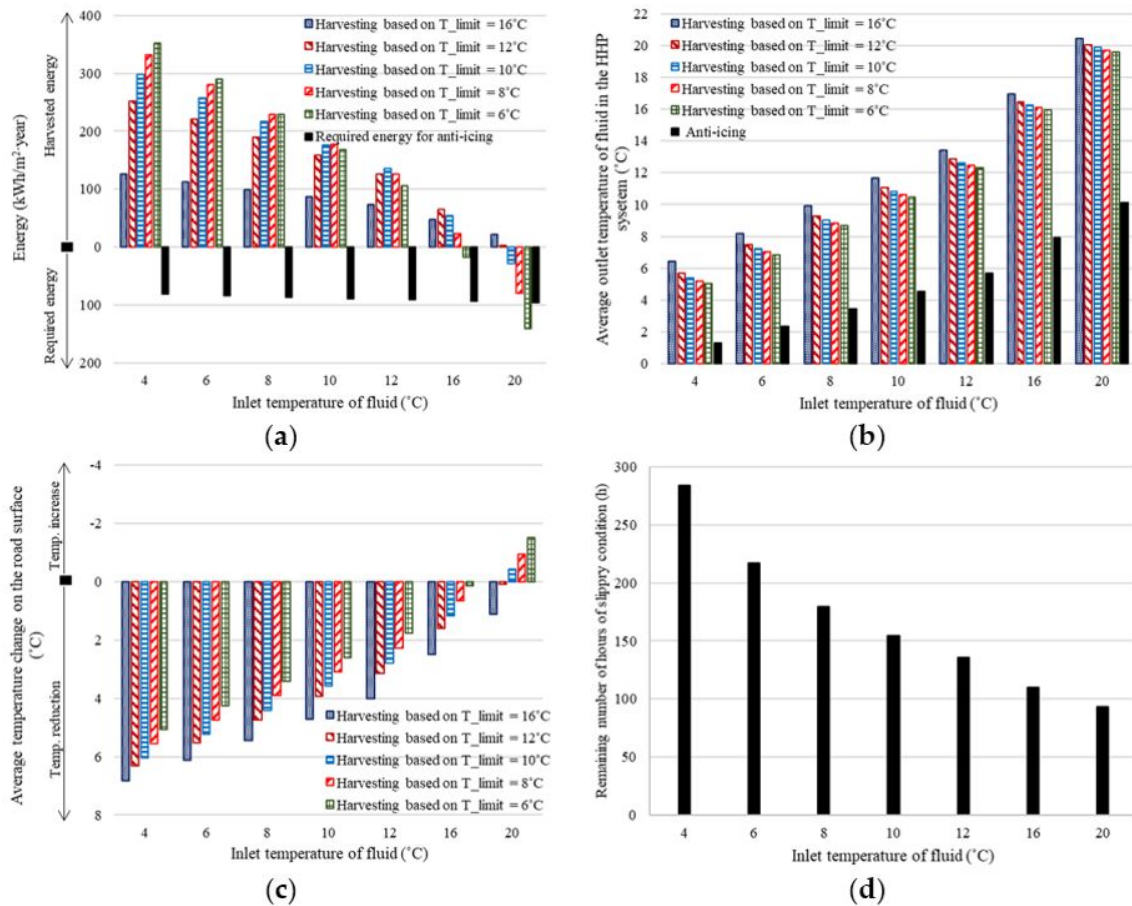 400
300
200
100
0
100
200
Energy (kWh/m²·year)
Harvested energy
Required energy
Harvesting based on T_limit = 16˚C
Harvesting based on T_limit = 12˚C
Harvesting based on T_limit = 10˚C
Harvesting based on T_limit = 8˚C
Harvesting based on T_limit = 6˚C
Required energy for anti-icing
4 6 8 10 12 16 20
Inlet temperature of fluid (˚C)
(a)
22
20
18
16
14
12
10
8
6
4
2
0
Average outlet temperature of fluid in the HHP
sysetem (˚C)
Harvesting based on T_limit = 16˚C
Harvesting based on T_limit = 12˚C
Harvesting based on T_limit = 10˚C
Harvesting based on T_limit = 8˚C
Harvesting based on T_limit = 6˚C
Anti-icing
4 6 8 10 12 16 20
Inlet temperature of fluid (˚C)
(b)
-4
-2
0
2
4
6
8
Average temperature change on the road surface
(˚C)
Temp. increase
Temp. reduction
Harvesting based on T_limit = 16˚C
Harvesting based on T_limit = 12˚C
Harvesting based on T_limit = 10˚C
Harvesting based on T_limit = 8˚C
Harvesting based on T_limit = 6˚C
4 6 8 10 12 16 20
Inlet temperature of fluid (˚C)
(c)
300
250
200
150
100
50
0
Remaining number of hours of slippry condition (h)
4 6 8 10 12 16 20
Inlet temperature of fluid (˚C)
(d)